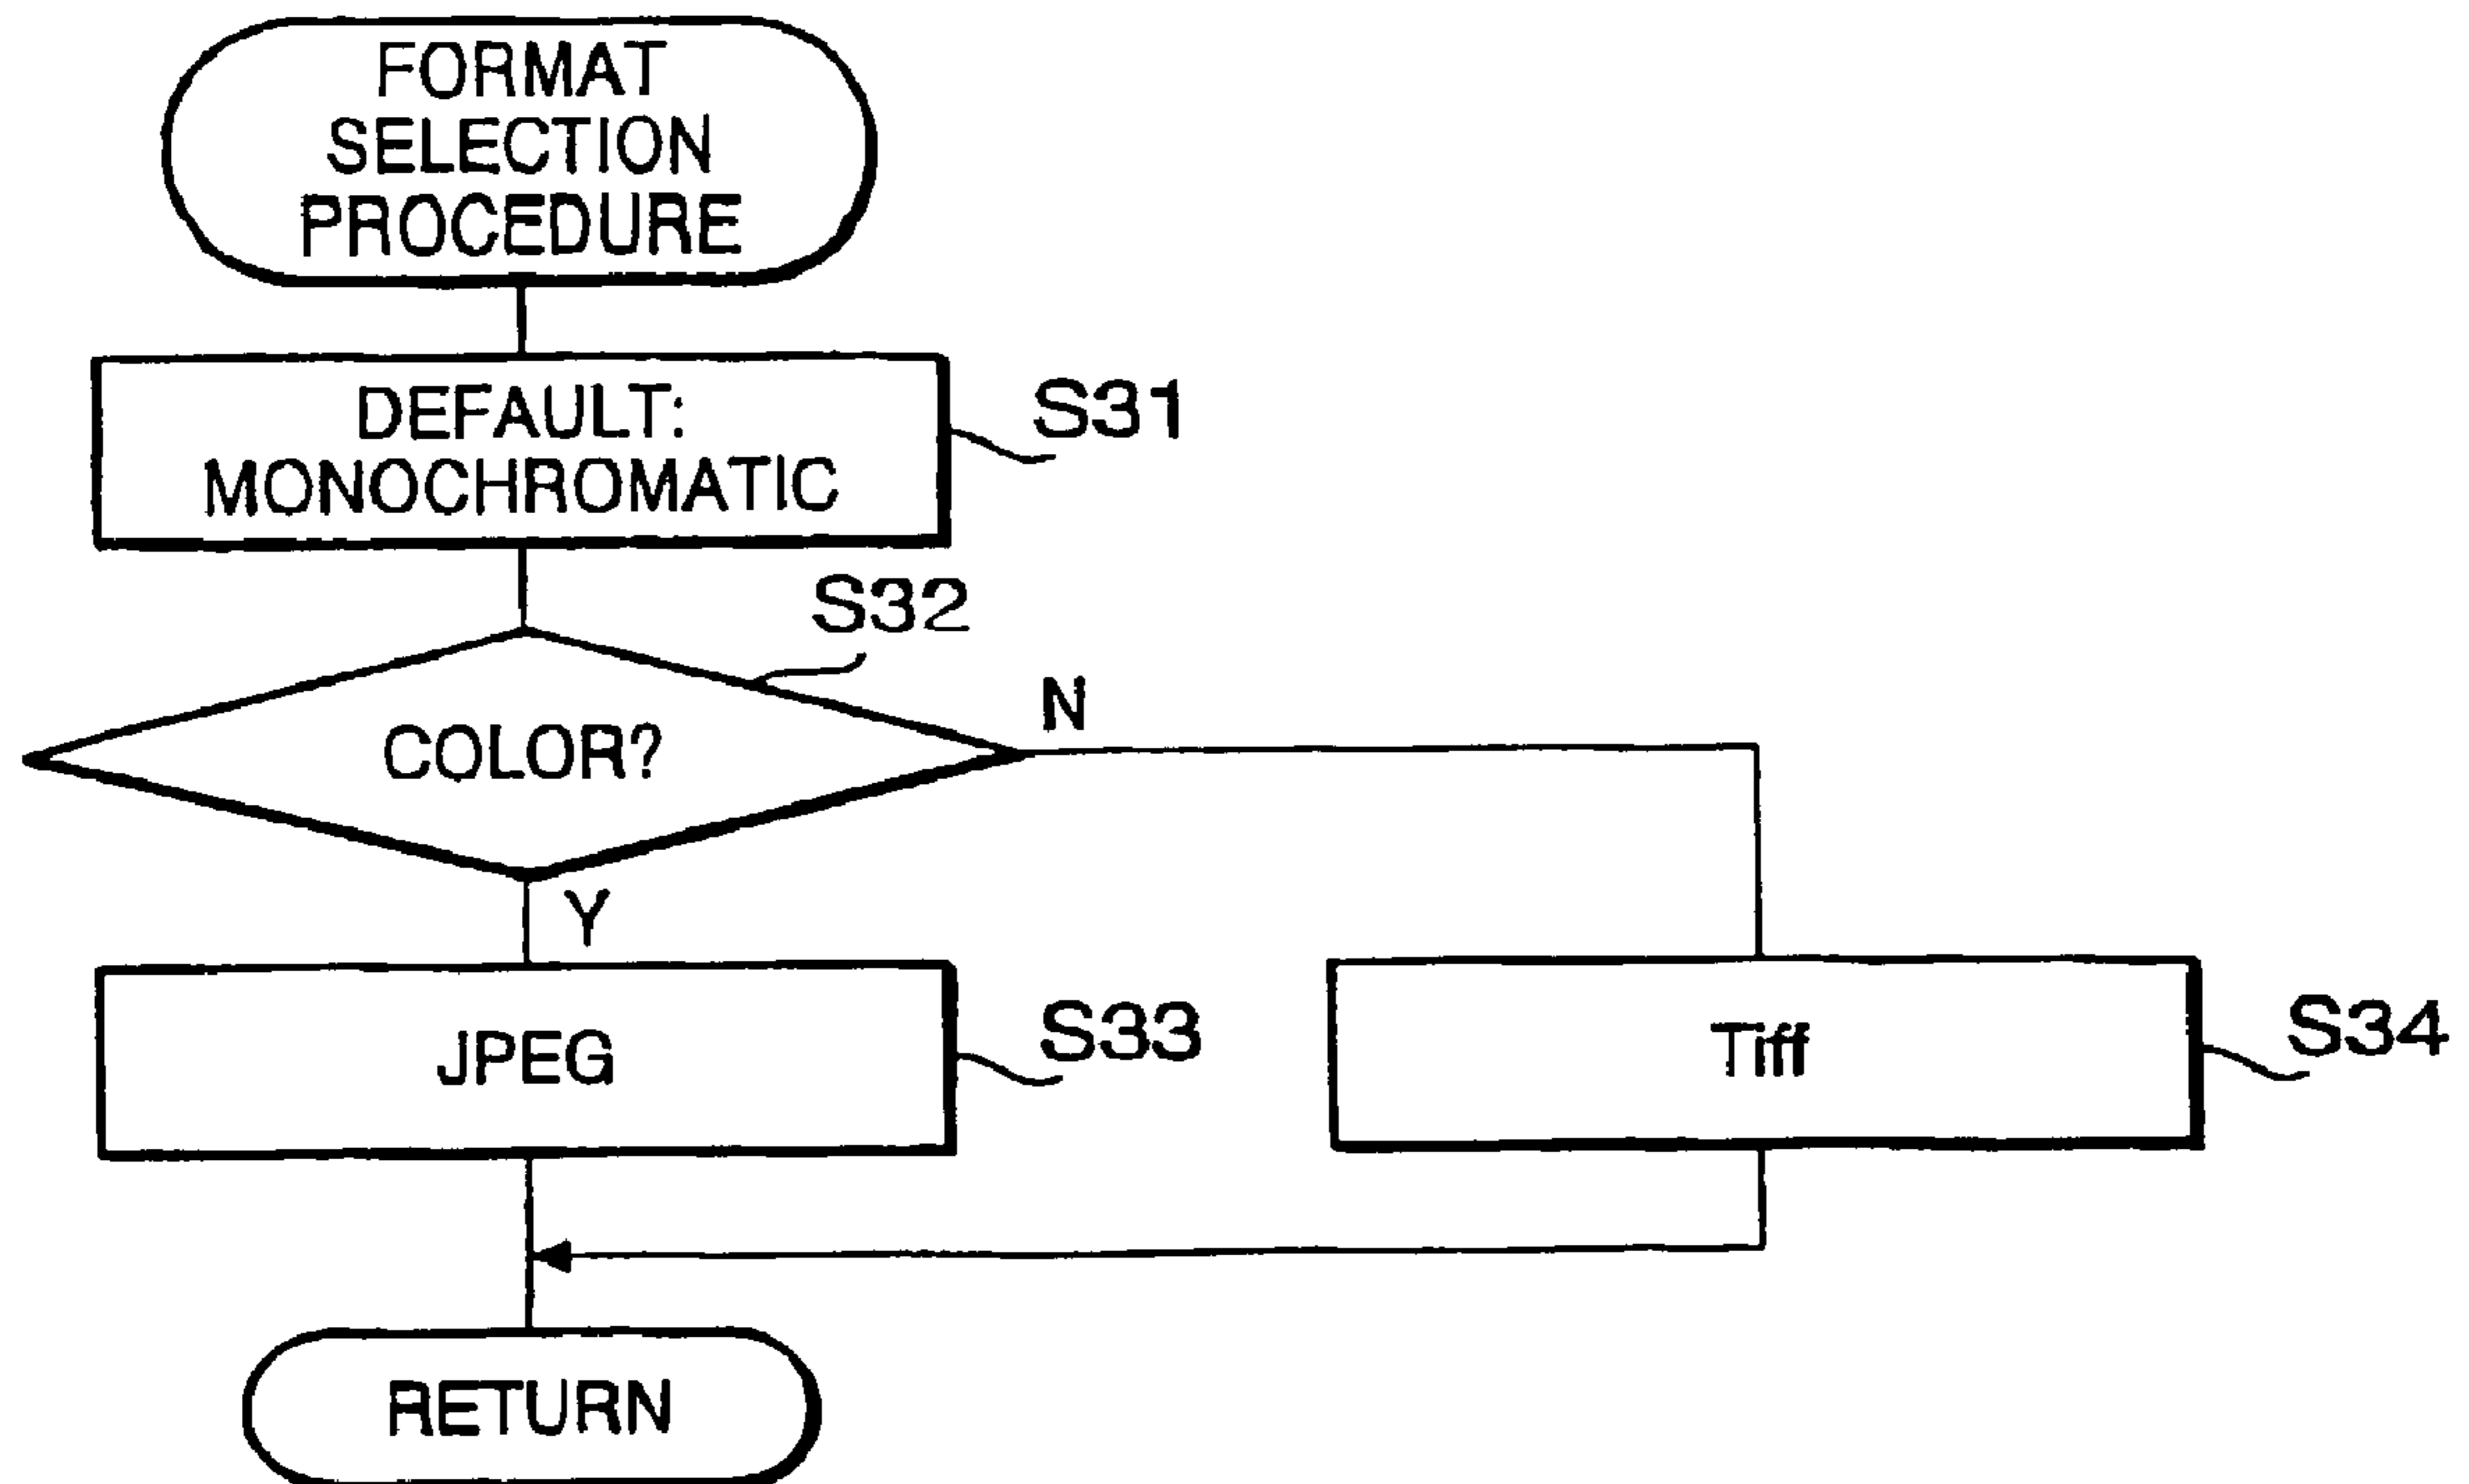 FORMAT
SELECTION
PROCEDURE
DEFAULT:
MONOCHROMATIC
S31
S32
COLOR?
N
Y
JPEG
S33
Tiff
S34
RETURN